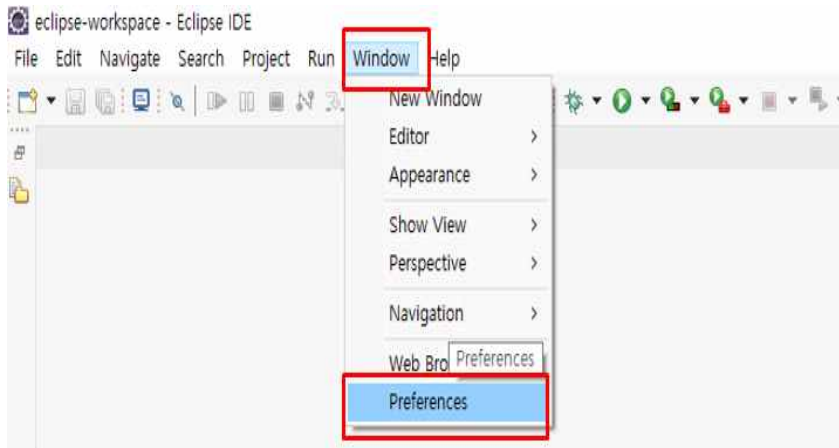 eclipse-workspace - Eclipse IDE
File Edit Navigate Search Project Run Window Help
New Window
Editor
Appearance
Show View
Perspective
Navigation
Web Bro
Preferences
Preferences